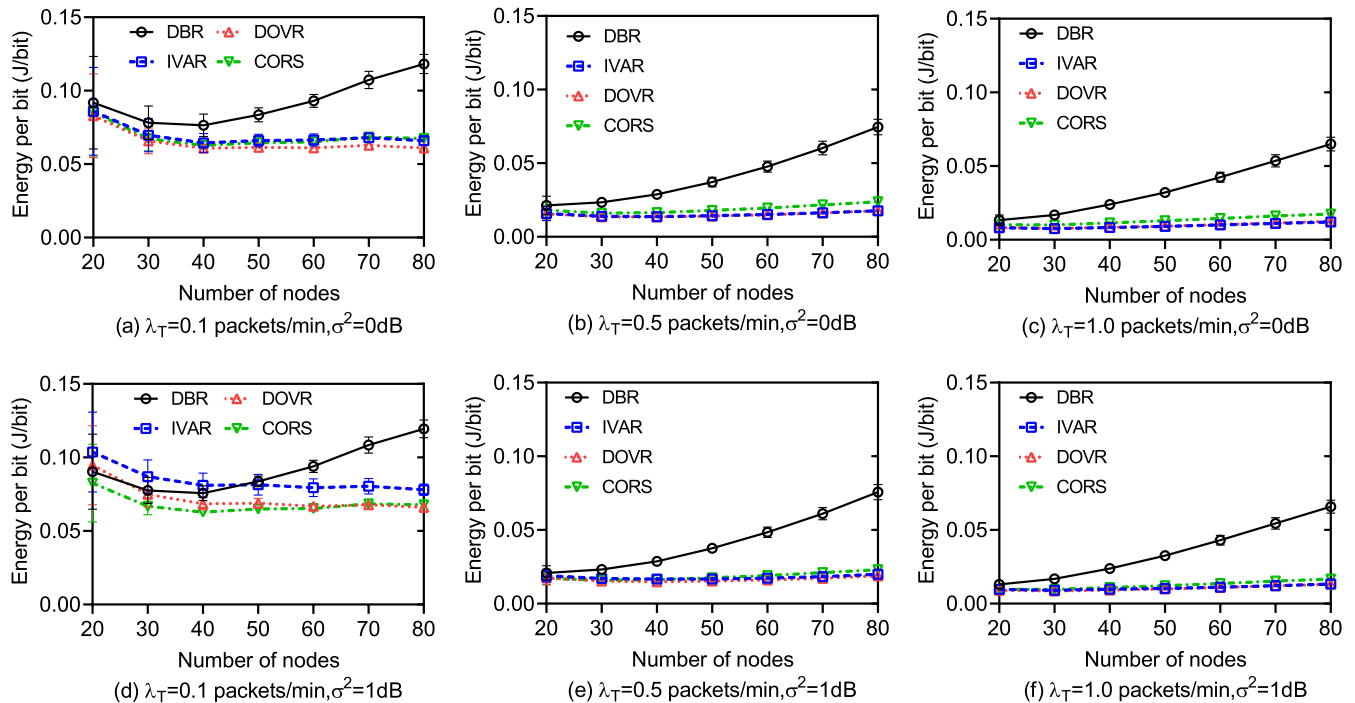 Energy per bit (J/bit)
0.15
0.10
0.05
0.00
DBR DOVR
IVAR CORS
20 30 40 50 60 70 80
Number of nodes
(a) λT=0.1 packets/min,σ²=0dB
Energy per bit (J/bit)
0.15
0.10
0.05
0.00
DBR
IVAR
DOVR
CORS
20 30 40 50 60 70 80
Number of nodes
(b) λT=0.5 packets/min,σ²=0dB
Energy per bit (J/bit)
0.15
0.10
0.05
0.00
DBR
IVAR
DOVR
CORS
20 30 40 50 60 70 80
Number of nodes
(c) λT=1.0 packets/min,σ²=0dB
Energy per bit (J/bit)
0.15
0.10
0.05
0.00
DBR DOVR
IVAR CORS
20 30 40 50 60 70 80
Number of nodes
(d) λT=0.1 packets/min,σ²=1dB
Energy per bit (J/bit)
0.15
0.10
0.05
0.00
DBR
IVAR
DOVR
CORS
20 30 40 50 60 70 80
Number of nodes
(e) λT=0.5 packets/min,σ²=1dB
Energy per bit (J/bit)
0.15
0.10
0.05
0.00
DBR
IVAR
DOVR
CORS
20 30 40 50 60 70 80
Number of nodes
(f) λT=1.0 packets/min,σ²=1dB